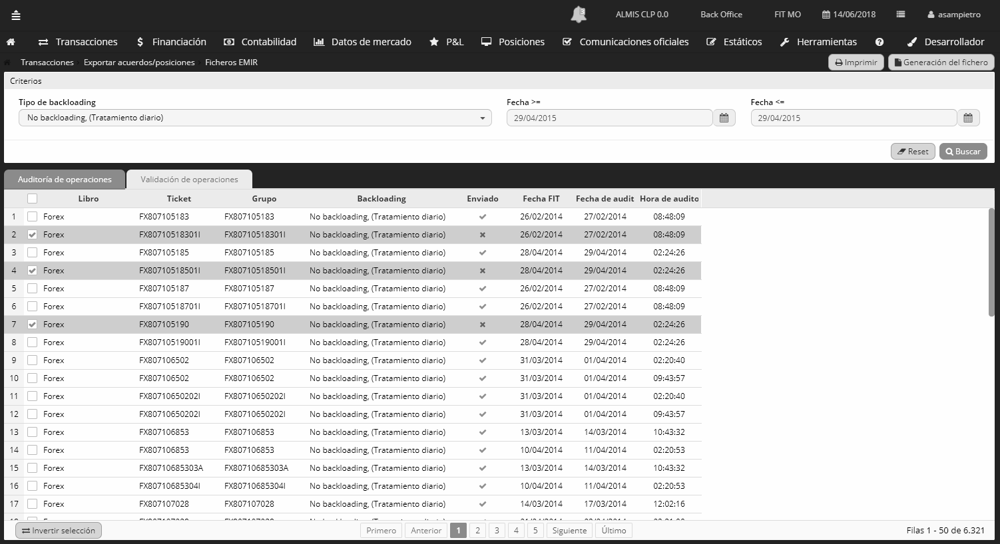 3 ALMIS CLP 0.0 Back Office FIT MO 14/06/2018 asampietro
Transacciones Financiación Contabilidad Datos de mercado P&L Posiciones Comunicaciones oficiales Estáticos Herramientas Desarrollador
Transacciones Exportar acuerdos/posiciones Ficheros EMIR Imprimir Generación del fichero
Criterios
Tipo de backloading Fecha >= Fecha <=
No backloading, (Tratamiento diario) 29/04/2015 29/04/2015
Reset Buscar
Auditoría de operaciones Validación de operaciones
Libro Ticket Grupo Backloading Enviado Fecha FIT Fecha de audit Hora de audito
1 Forex FX807105183 FX807105183 No backloading, (Tratamiento diario) 26/02/2014 27/02/2014 08:48:09
2 Forex FX80710518301I FX80710518301I No backloading, (Tratamiento diario) 26/02/2014 27/02/2014 08:48:09
3 Forex FX807105185 FX807105185 No backloading, (Tratamiento diario) 28/04/2014 29/04/2014 02:24:26
4 Forex FX80710518501I FX80710518501I No backloading, (Tratamiento diario) 28/04/2014 29/04/2014 02:24:26
5 Forex FX807105187 FX807105187 No backloading, (Tratamiento diario) 26/02/2014 27/02/2014 08:48:09
6 Forex FX80710518701I FX80710518701I No backloading, (Tratamiento diario) 26/02/2014 27/02/2014 08:48:09
7 Forex FX807105190 FX807105190 No backloading, (Tratamiento diario) 28/04/2014 29/04/2014 02:24:26
8 Forex FX80710519001I FX80710519001I No backloading, (Tratamiento diario) 28/04/2014 29/04/2014 02:24:26
9 Forex FX807106502 FX807106502 No backloading, (Tratamiento diario) 31/03/2014 01/04/2014 02:20:40
10 Forex FX807106502 FX807106502 No backloading, (Tratamiento diario) 31/03/2014 01/04/2014 09:43:57
11 Forex FX80710650202I FX80710650202I No backloading, (Tratamiento diario) 31/03/2014 01/04/2014 02:20:40
12 Forex FX80710650202I FX80710650202I No backloading, (Tratamiento diario) 31/03/2014 01/04/2014 09:43:57
13 Forex FX807106853 FX807106853 No backloading, (Tratamiento diario) 13/03/2014 14/03/2014 10:43:32
14 Forex FX807106853 FX807106853 No backloading, (Tratamiento diario) 10/04/2014 11/04/2014 02:20:53
15 Forex FX80710685303A FX80710685303A No backloading, (Tratamiento diario) 13/03/2014 14/03/2014 10:43:32
16 Forex FX80710685304I FX80710685304I No backloading, (Tratamiento diario) 10/04/2014 11/04/2014 02:20:53
17 Forex FX807107028 FX807107028 No backloading, (Tratamiento diario) 14/03/2014 17/03/2014 12:02:16
Invertir selección Primero Anterior 1 2 3 4 5 Siguiente Último Filas 1 - 50 de 6.321